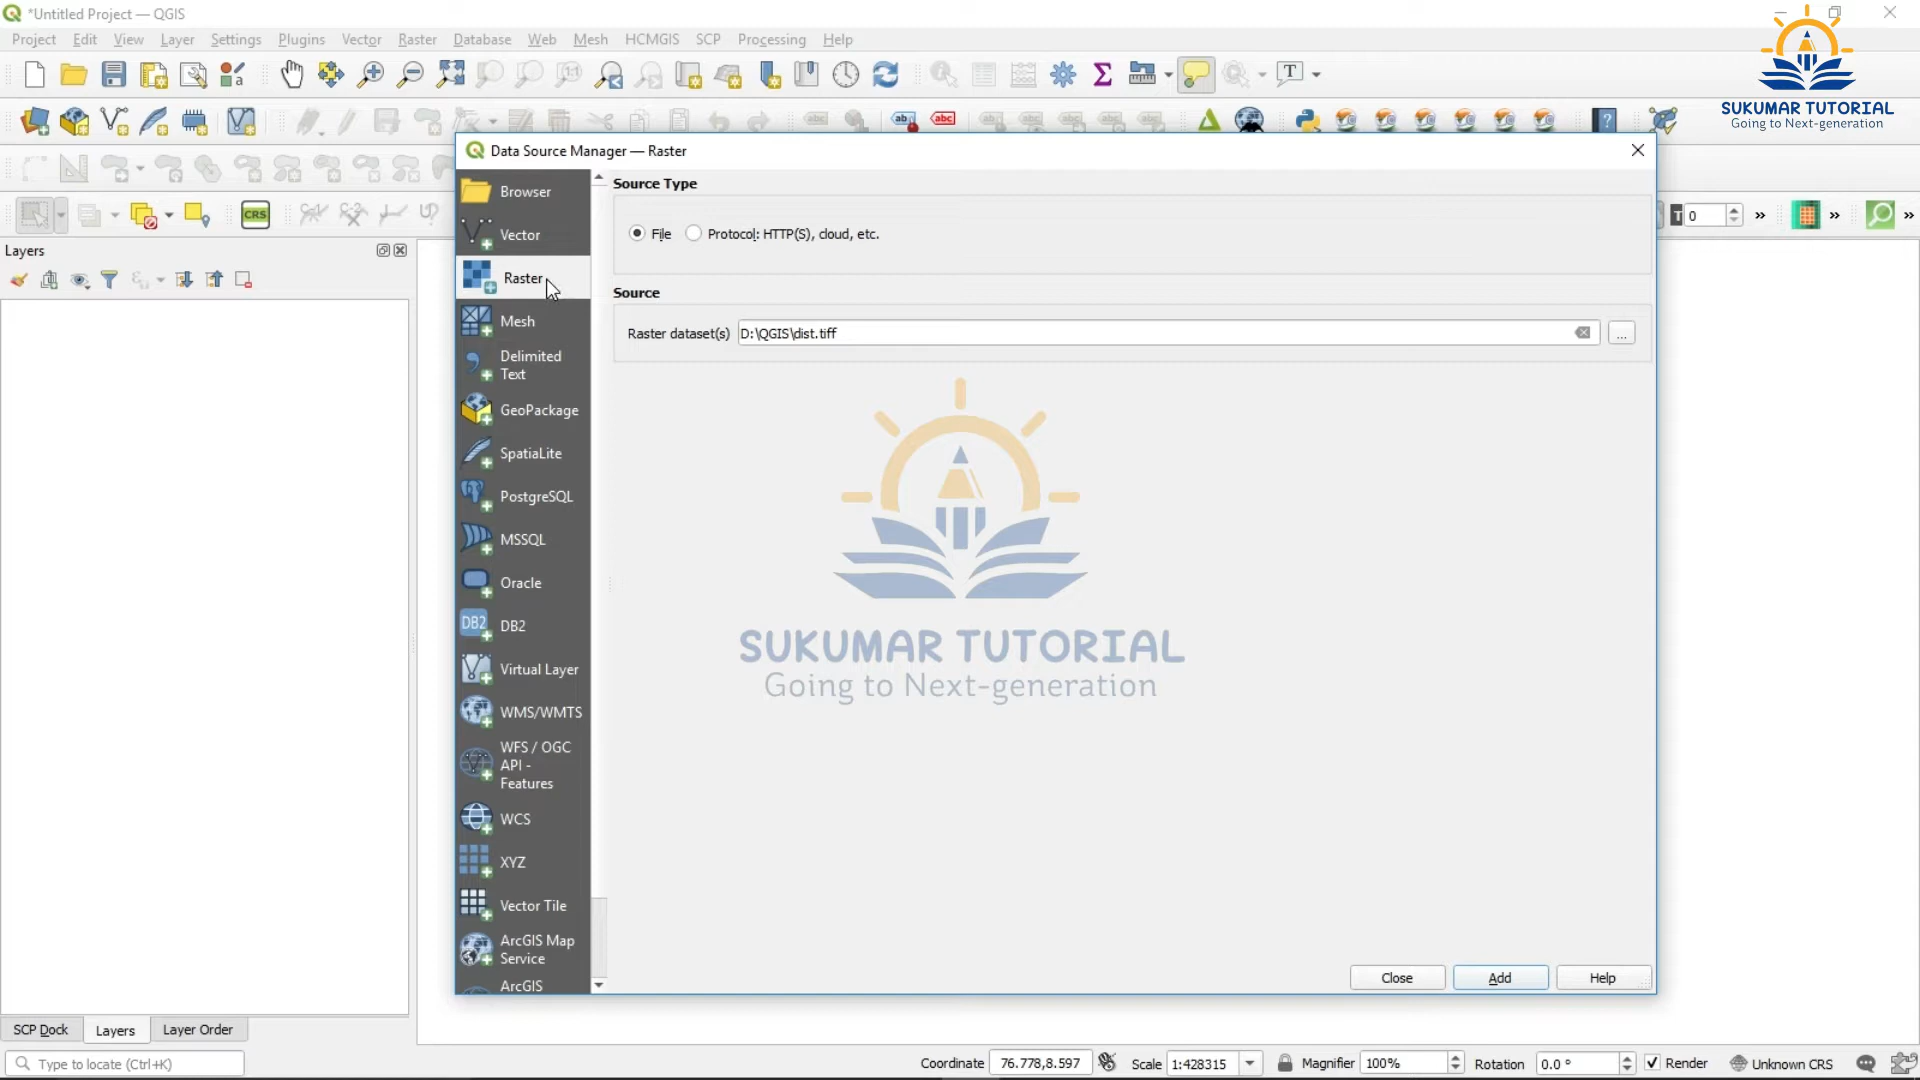 *Untitled Project — QGIS
Project Edit View Layer Settings Plugins Vector Raster Database Web Mesh HCMGIS SCP Processing Help
SUKUMAR TUTORIAL
Going to Next-generation
Data Source Manager — Raster
Browser
Vector
Raster
Mesh
Delimited
Text
GeoPackage
SpatiaLite
PostgreSQL
MSSQL
Oracle
DB2
DB2
Virtual Layer
WMS/WMTS
WFS / OGC
API -
Features
WCS
XYZ
Vector Tile
ArcGIS Map
Service
ArcGIS
Source Type
File Protocol: HTTP(S), cloud, etc.
Source
Raster dataset(s) D:\QGIS\dist.tiff ...
SUKUMAR TUTORIAL
Going to Next-generation
Close Add Help
CRS
T 0
Layers
SCP Dock Layers Layer Order
Type to locate (Ctrl+K)
Coordinate 76.778,8.597 Scale 1:428315 Magnifier 100% Rotation 0.0 ° Render Unknown CRS